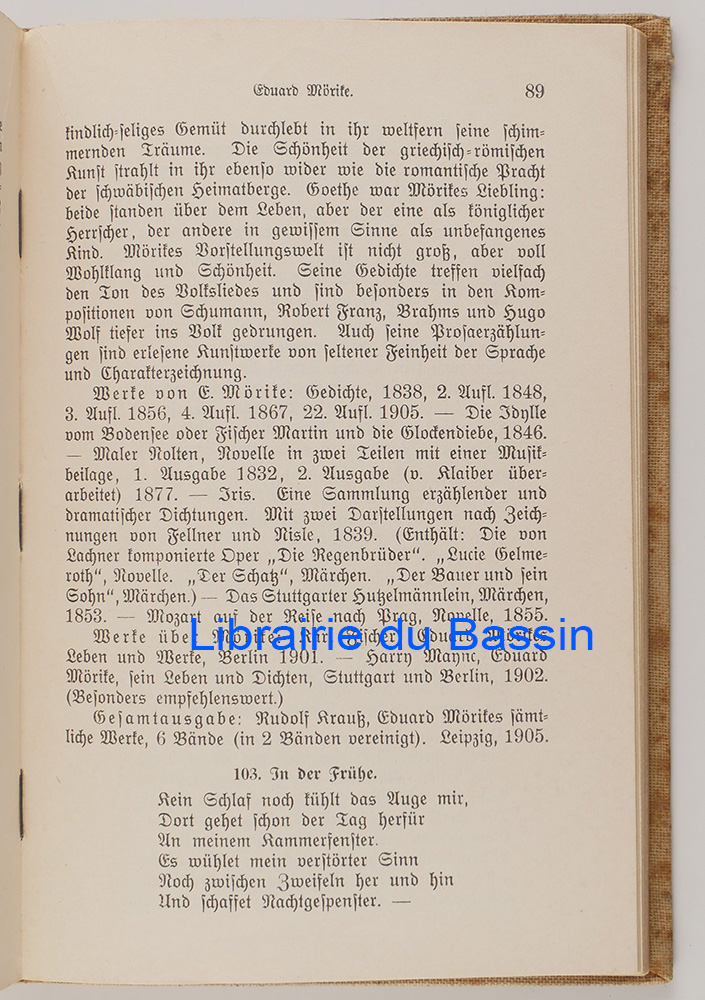 Eduard Mörike. 89
kindlich-seliges Gemüt durchlebt in ihr weltfern seine schim-
mernden Träume. Die Schönheit der griechisch-römischen
Kunst strahlt in ihr ebenso wider wie die romantische Pracht
der schwäbischen Heimatberge. Goethe war Mörikes Liebling:
beide standen über dem Leben, aber der eine als königlicher
Herrscher, der andere in gewissem Sinne als unbefangenes
Kind. Mörikes Vorstellungswelt ist nicht groß, aber voll
Wohlklang und Schönheit. Seine Gedichte treffen vielfach
den Ton des Volksliedes und sind besonders in den Kom-
positionen von Schumann, Robert Franz, Brahms und Hugo
Wolf tiefer ins Volk gedrungen. Auch seine Prosaerzählun-
gen sind erlesene Kunstwerke von seltener Feinheit der Sprache
und Charakterzeichnung.
Werke von E. Mörike: Gedichte, 1838, 2. Aufl. 1848,
3. Aufl. 1856, 4. Aufl. 1867, 22. Aufl. 1905. — Die Idylle
vom Bodensee oder Fischer Martin und die Glockendiebe, 1846.
— Maler Nolten, Novelle in zwei Teilen mit einer Musik-
beilage, 1. Ausgabe 1832, 2. Ausgabe (v. Klaiber über-
arbeitet) 1877. — Iris. Eine Sammlung erzählender und
dramatischer Dichtungen. Mit zwei Darstellungen nach Zeich-
nungen von Fellner und Nisle, 1839. (Enthält: Die von
Lachner komponierte Oper „Die Regenbrüder“. „Lucie Gelme-
roth“, Novelle. „Der Schatz“, Märchen. „Der Bauer und sein
Sohn“, Märchen.) — Das Stuttgarter Hutzelmännlein, Märchen,
1853. — Mozart auf der Reise nach Prag, Novelle, 1855.
Werke über Mörike: Fischer, Eduard Mörikes
Librairie du Bassin
Leben und Werke, Berlin 1901. — Harry Maync, Eduard
Mörike, sein Leben und Dichten, Stuttgart und Berlin, 1902.
(Besonders empfehlenswert.)
Gesamtausgabe: Rudolf Krauß, Eduard Mörikes sämt-
liche Werke, 6 Bände (in 2 Bänden vereinigt). Leipzig, 1905.
103. In der Frühe.
Kein Schlaf noch kühlt das Auge mir,
Dort gehet schon der Tag herfür
An meinem Kammerfenster.
Es wühlet mein verstörter Sinn
Noch zwischen Zweifeln her und hin
Und schaffet Nachtgespenster. —